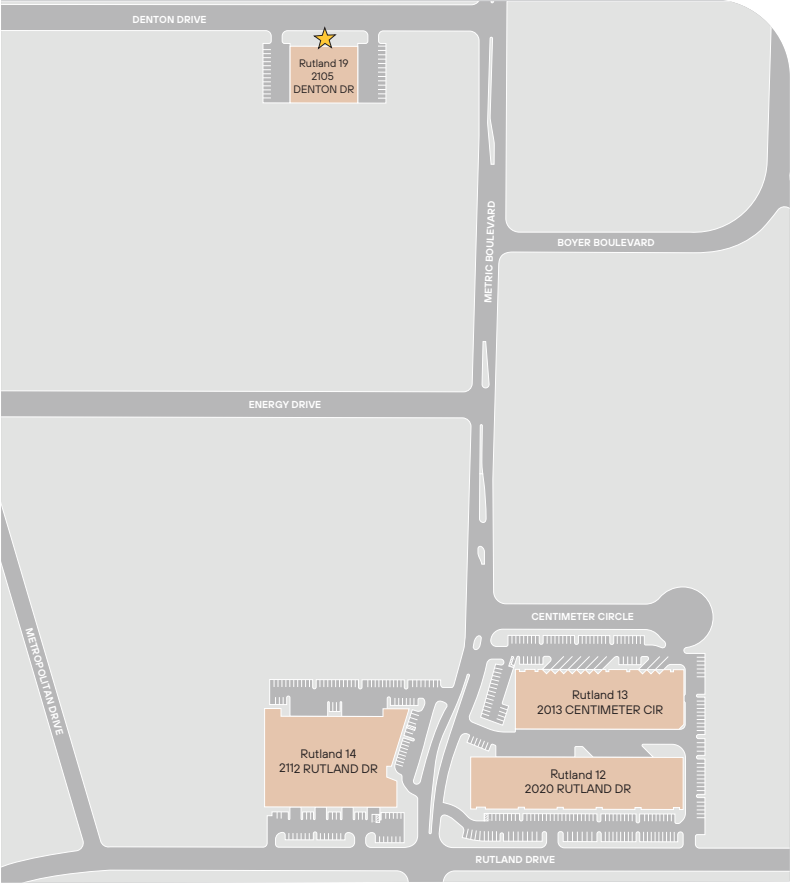 DENTON DRIVE
Rutland 19
2105
DENTON DR
METRIC BOULEVARD
BOYER BOULEVARD
ENERGY DRIVE
CENTIMETER CIRCLE
METROPOLITAN DRIVE
Rutland 13
2013 CENTIMETER CIR
Rutland 14
2112 RUTLAND DR
Rutland 12
2020 RUTLAND DR
RUTLAND DRIVE